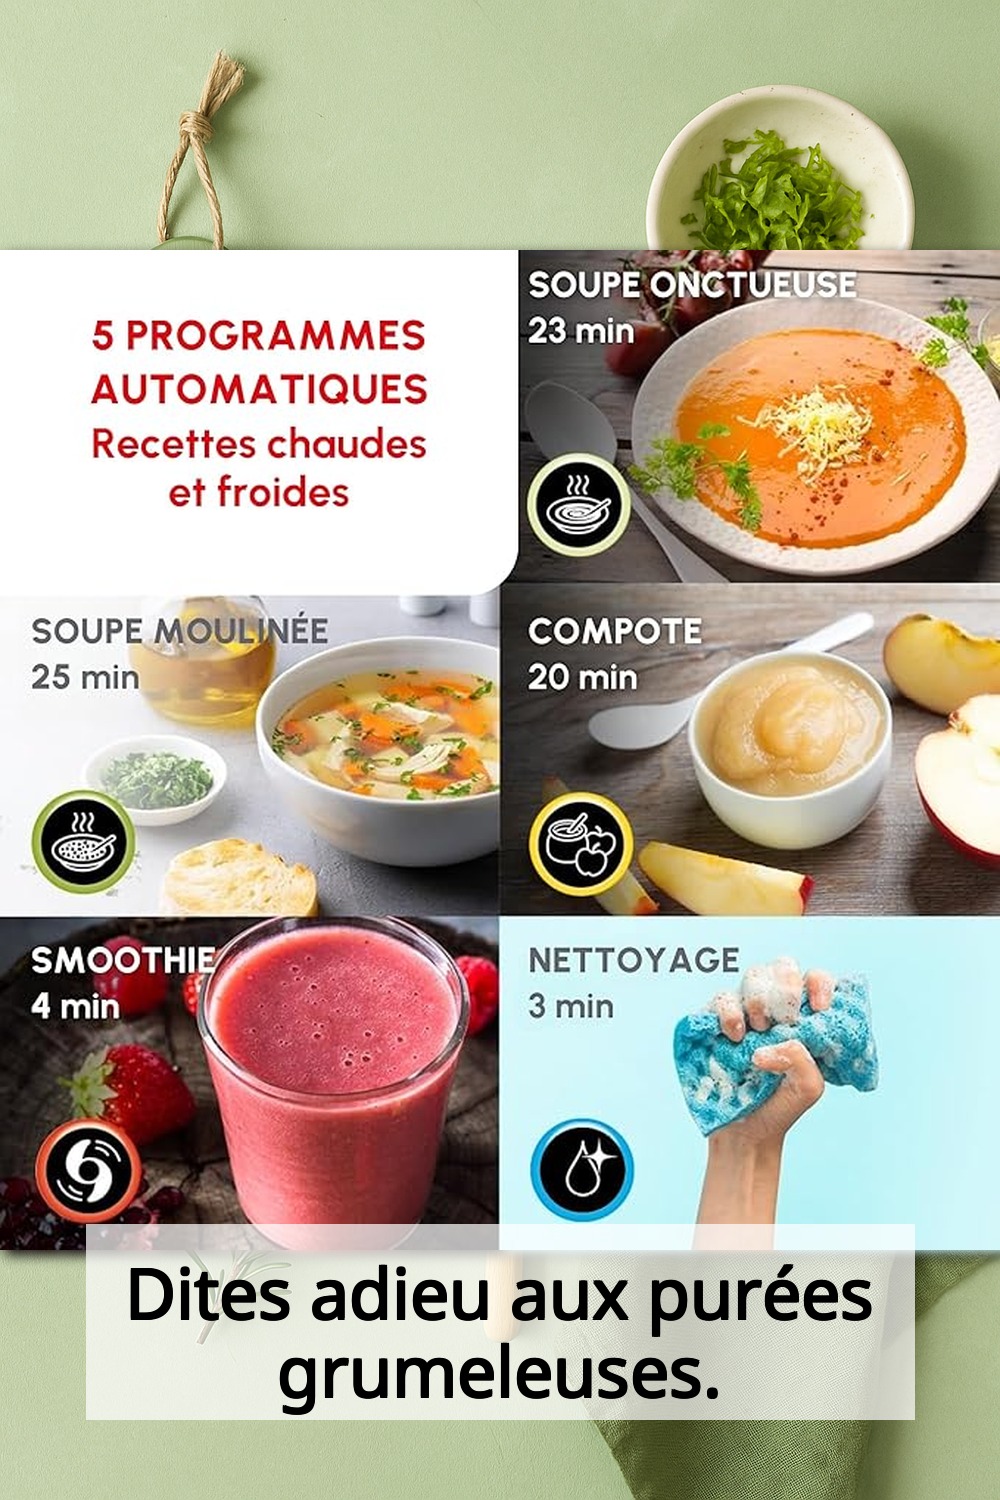 5 PROGRAMMES
AUTOMATIQUES
Recettes chaudes
et froides
SOUPE ONCTUEUSE
23 min
SOUPE MOULINÉE
25 min
COMPOTE
20 min
SMOOTHIE
4 min
NETTOYAGE
3 min
Dites adieu aux purées
grumeleuses.